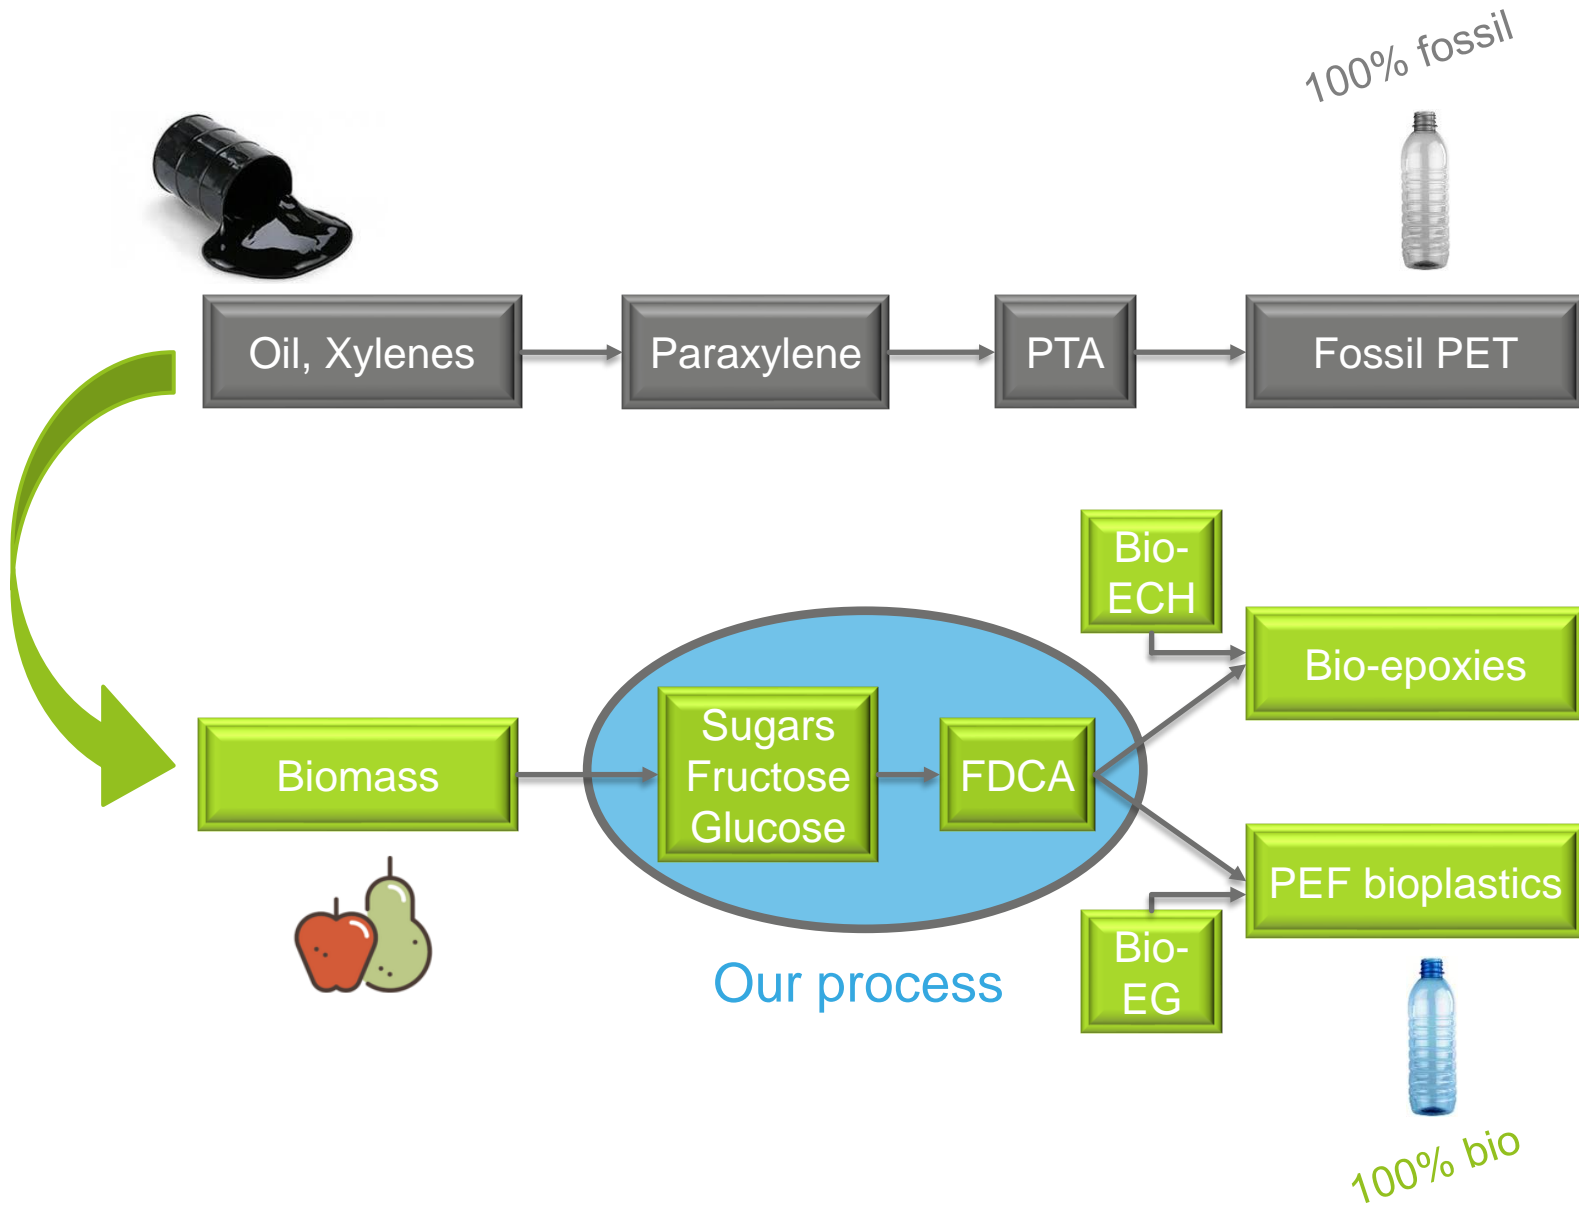 100% fossil
Oil, Xylenes
Paraxylene
PTA
Fossil PET
Bio-
ECH
Bio-epoxies
Sugars
Fructose
Glucose
Biomass
FDCA
PEF bioplastics
Bio-
EG
Our process
100% bio